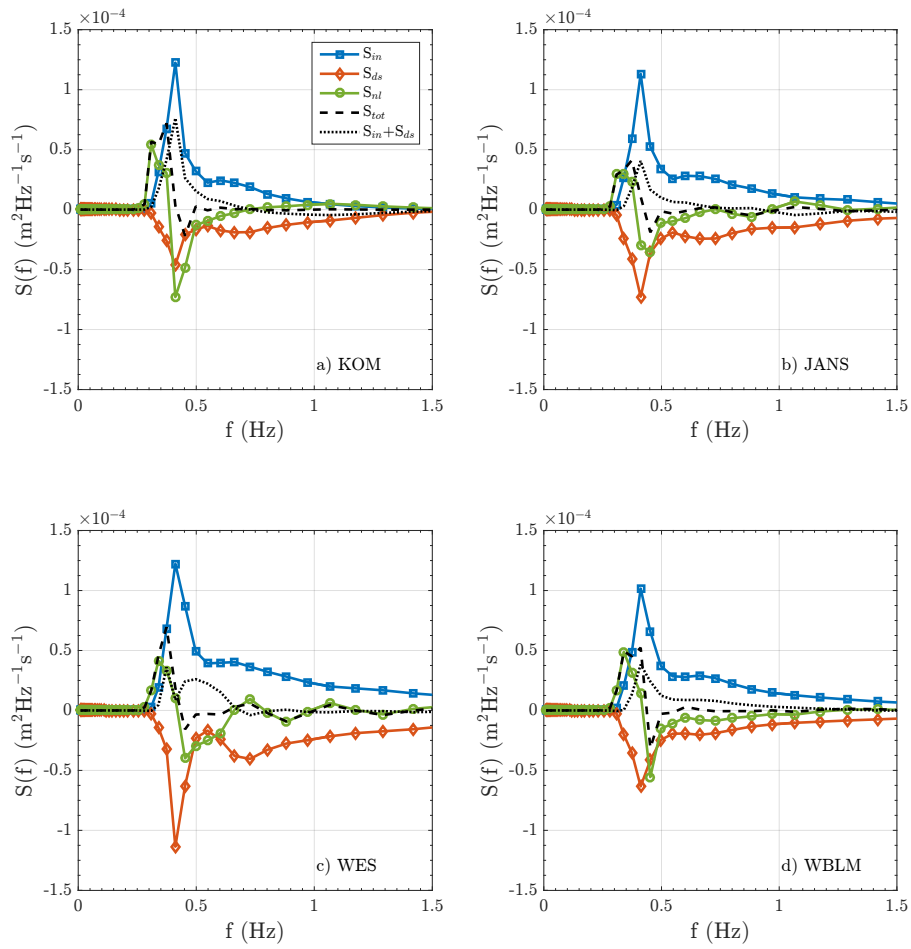 ×10⁻⁴
1.5
1
0.5
0
-0.5
-1
-1.5
S(f) (m²Hz⁻¹s⁻¹)
S_in
S_ds
S_nl
S_tot
S_in+S_ds
a) KOM
0 0.5 1 1.5
f (Hz)
×10⁻⁴
1.5
1
0.5
0
-0.5
-1
-1.5
S(f) (m²Hz⁻¹s⁻¹)
b) JANS
0 0.5 1 1.5
f (Hz)
×10⁻⁴
1.5
1
0.5
0
-0.5
-1
-1.5
S(f) (m²Hz⁻¹s⁻¹)
c) WES
0 0.5 1 1.5
f (Hz)
×10⁻⁴
1.5
1
0.5
0
-0.5
-1
-1.5
S(f) (m²Hz⁻¹s⁻¹)
d) WBLM
0 0.5 1 1.5
f (Hz)